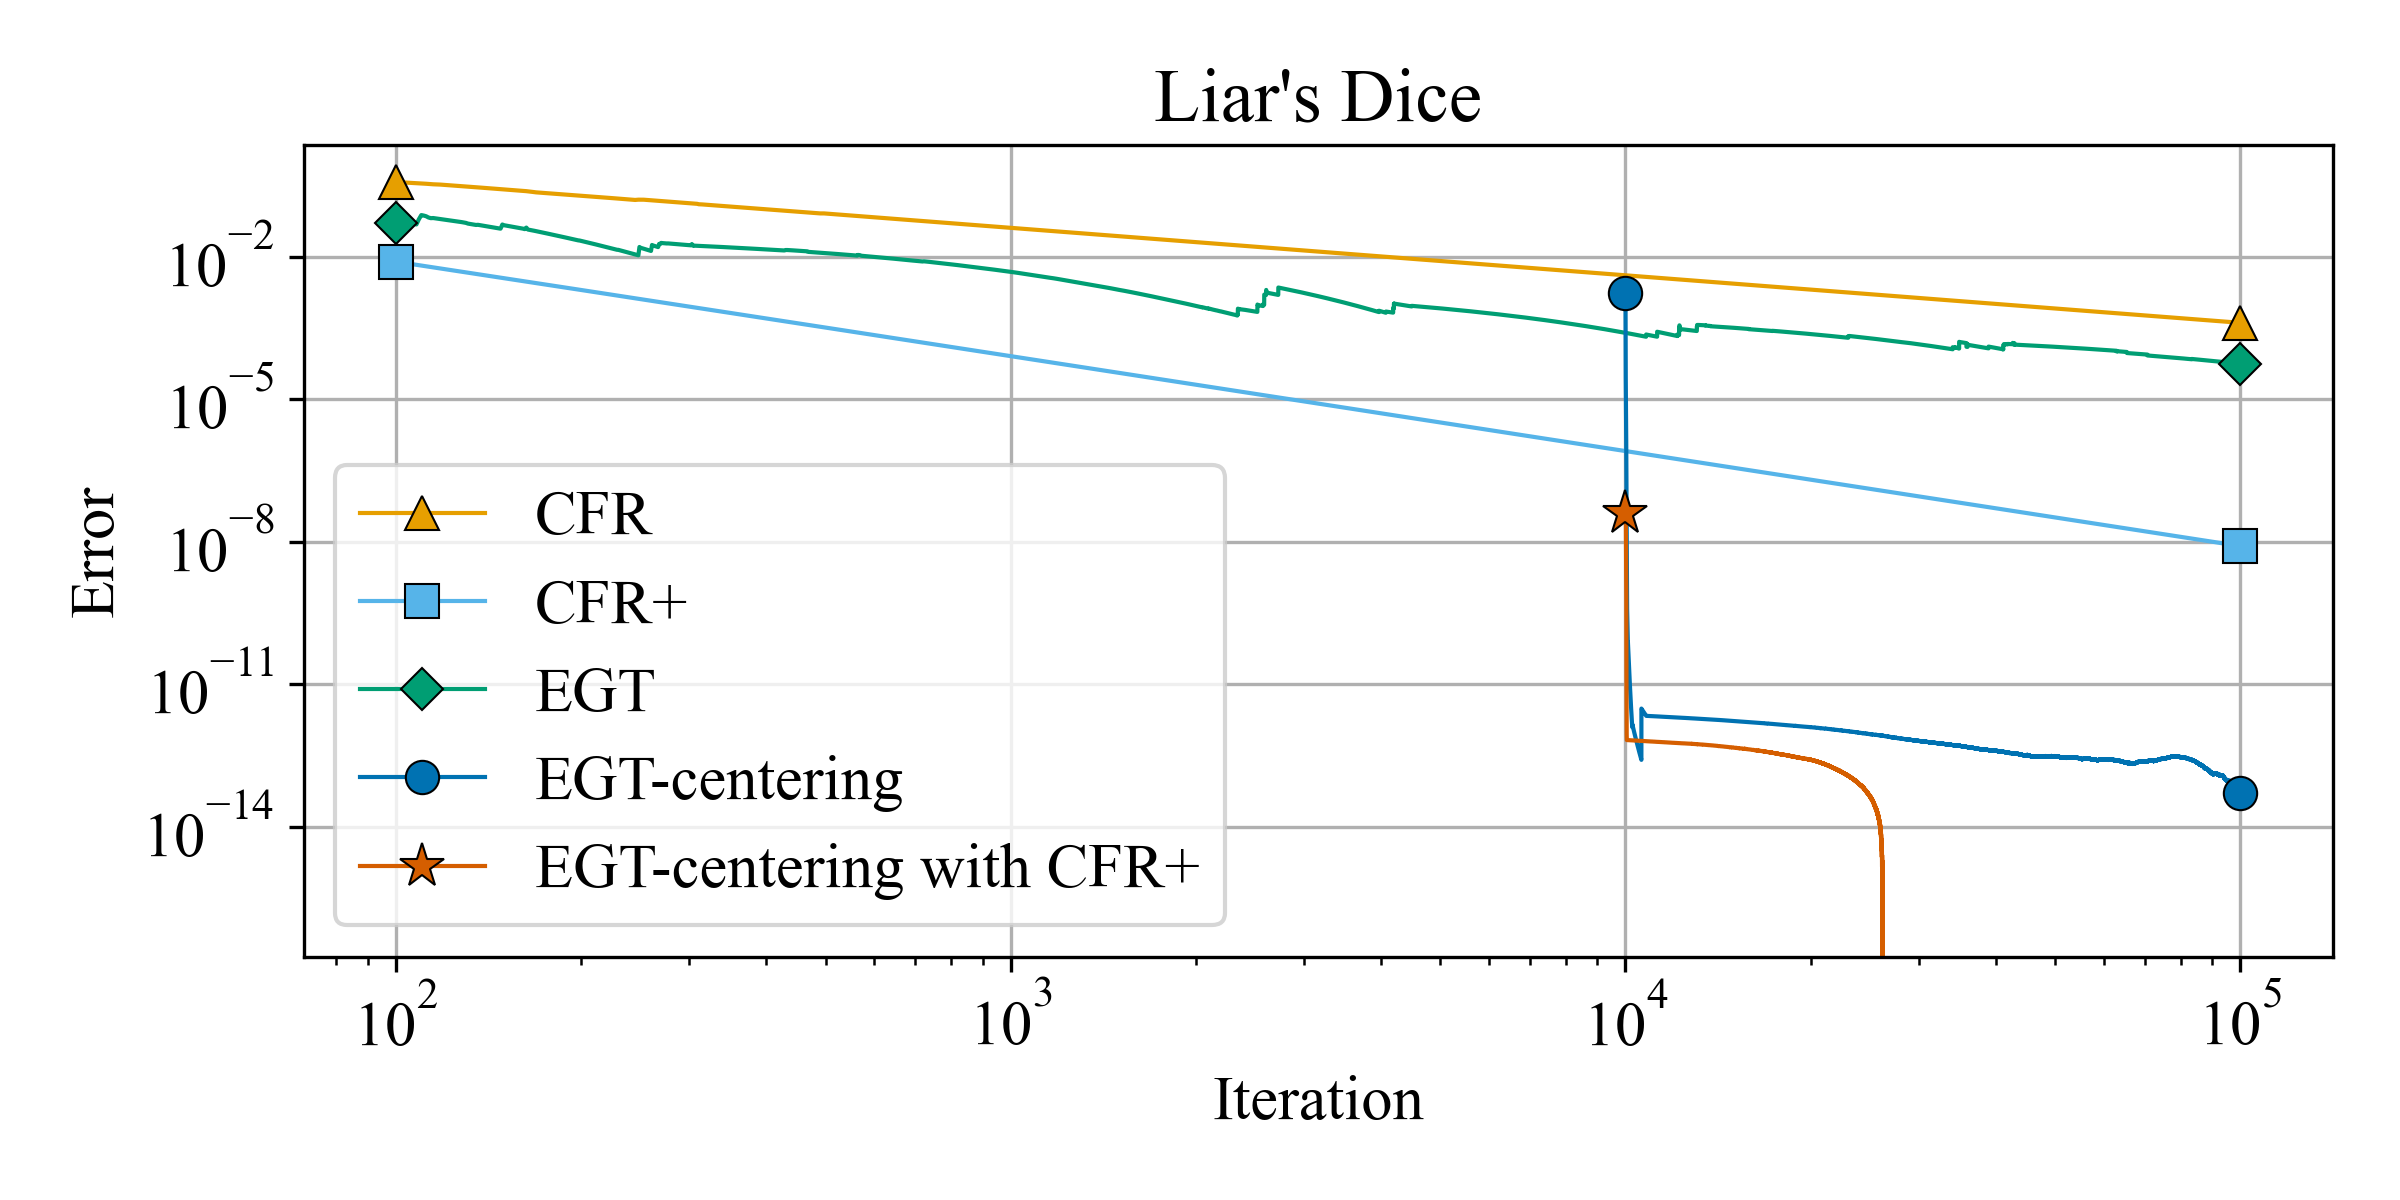 Liar's Dice
Error
10^−2
10^−5
10^−8
10^−11
10^−14
CFR
CFR+
EGT
EGT-centering
EGT-centering with CFR+
10^2 10^3 10^4 10^5
Iteration